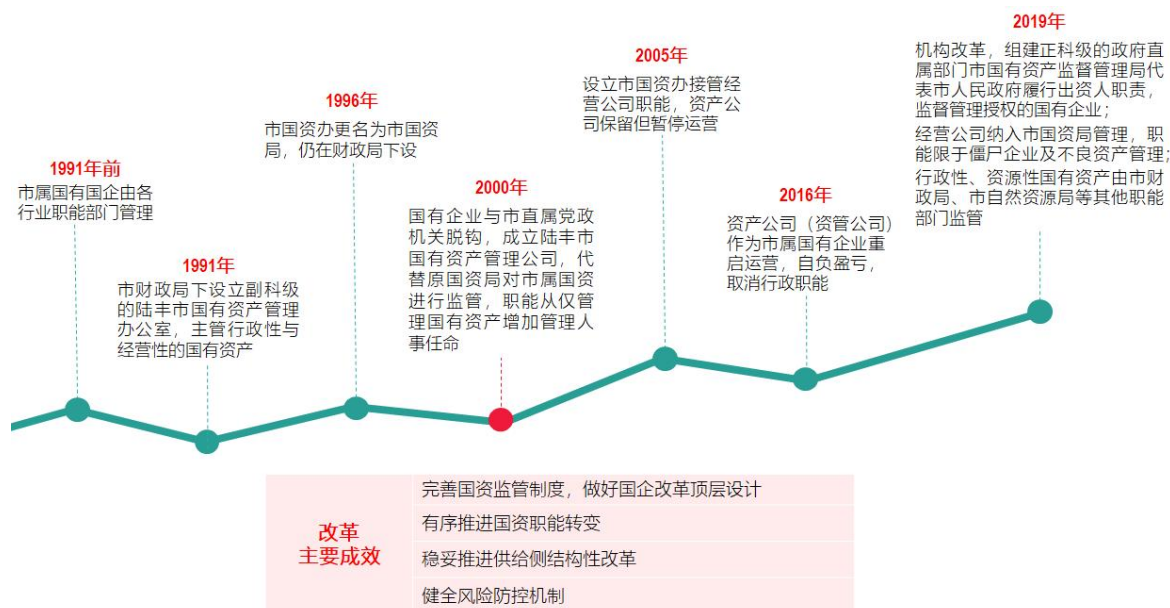 1991年前
市属国有国企由各
行业职能部门管理
1991年
市财政局下设立副科级
的陆丰市国有资产管理
办公室，主管行政性与
经营性的国有资产
1996年
市国资办更名为市国资
局，仍在财政局下设
2000年
国有企业与市直属党政
机关脱钩，成立陆丰市
国有资产管理公司，代
替原国资局对市属国资
进行监管，职能从仅管
理国有资产增加管理人
事任命
2005年
设立市国资办接管经
营公司职能，资产公
司保留但暂停运营
2016年
资产公司（资管公司）
作为市属国有企业重
启运营，自负盈亏，
取消行政职能
2019年
机构改革，组建正科级的政府直
属部门市国有资产监督管理局代
表市人民政府履行出资人职责，
监督管理授权的国有企业；
经营公司纳入市国资局管理，职
能限于僵尸企业及不良资产管理；
行政性、资源性国有资产由市财
政局、市自然资源局等其他职能
部门监管
改革
主要成效
完善国资监管制度，做好国企改革顶层设计
有序推进国资职能转变
稳妥推进供给侧结构性改革
健全风险防控机制